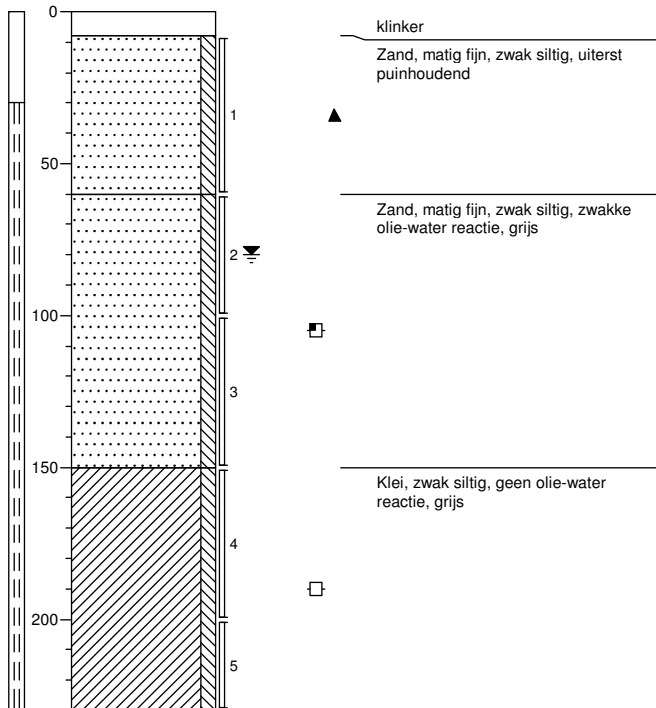 0
50
100
150
200
1
2
3
4
5
klinker
Zand, matig fijn, zwak siltig, uiterst
puinhoudend
Zand, matig fijn, zwak siltig, zwakke
olie-water reactie, grijs
Klei, zwak siltig, geen olie-water
reactie, grijs